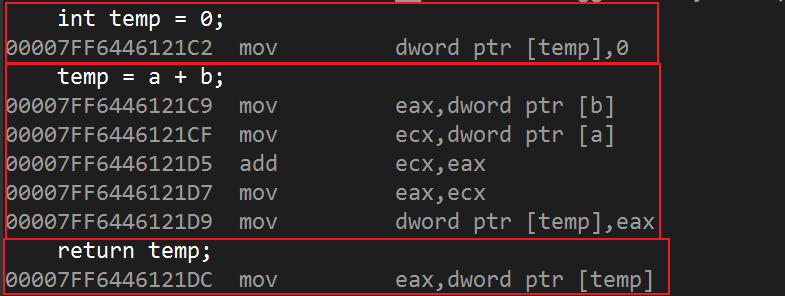 int temp = 0;
00007FF6446121C2 mov dword ptr [temp],0
temp = a + b;
00007FF6446121C9 mov eax,dword ptr [b]
00007FF6446121CF mov ecx,dword ptr [a]
00007FF6446121D5 add ecx,eax
00007FF6446121D7 mov eax,ecx
00007FF6446121D9 mov dword ptr [temp],eax
return temp;
00007FF6446121DC mov eax,dword ptr [temp]